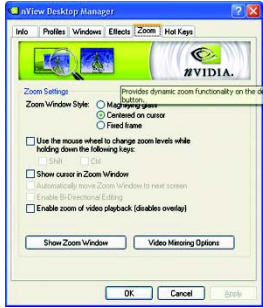 nView Desktop Manager
Info Profiles Windows Effects Zoom Hot Keys
NVIDIA.
Zoom Settings
Provides dynamic zoom functionality on the de
button.
Zoom Window Style: Magnifying glass
Centered on cursor
Fixed frame
Use the mouse wheel to change zoom levels while
holding down the following keys:
Shift Ctrl
Show cursor in Zoom Window
Automatically move Zoom Window to next screen
Enable Bi-Directional Editing
Enable zoom of video playback (disables overlay)
Show Zoom Window Video Mirroring Options
OK Cancel Apply